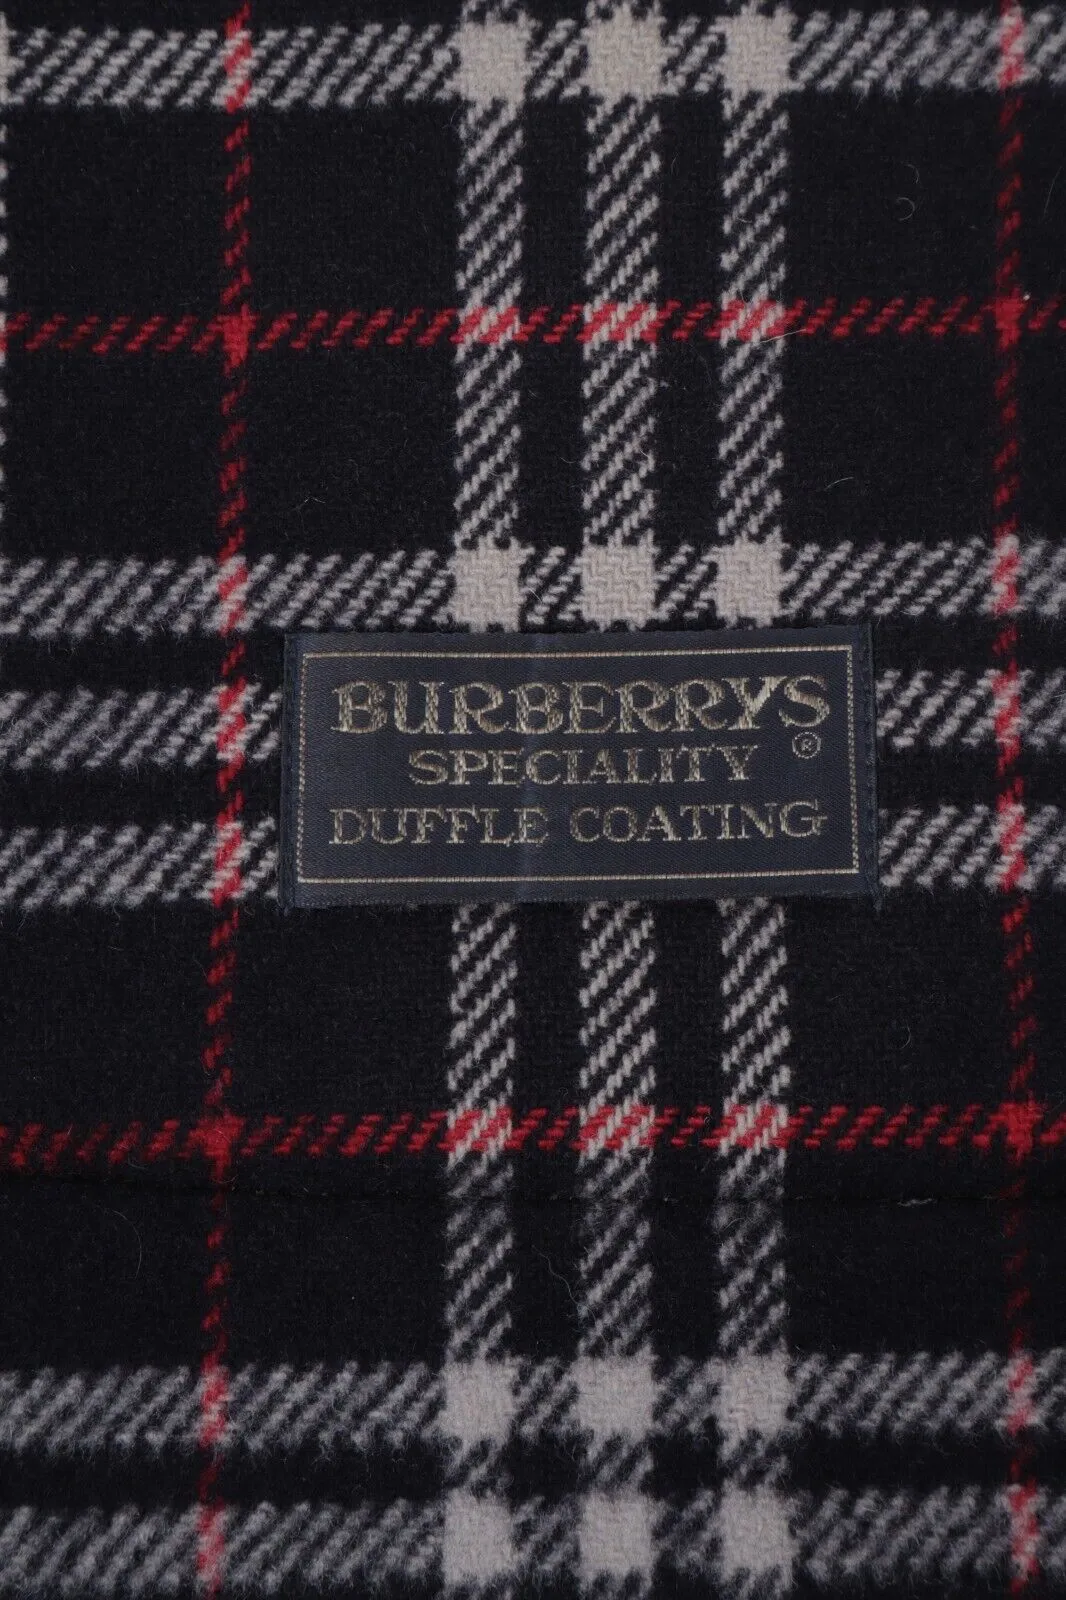 BURBERRYS
SPECIALITY ®
DUFFLE COATING